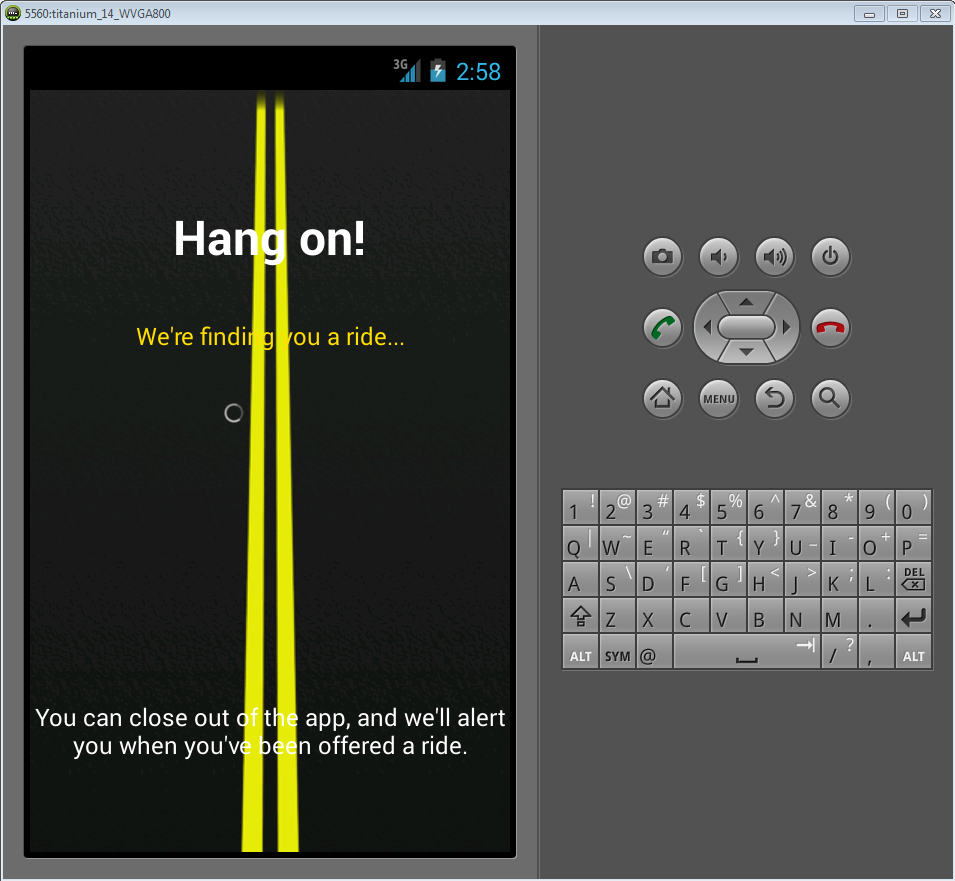 5560:titanium_14_WVGA800
3G 2:58
Hang on!
We're finding you a ride...
You can close out of the app, and we'll alert
you when you've been offered a ride.
MENU
1 ! 2 @ 3 # 4 $ 5 % 6 ^ 7 & 8 * 9 ( 0 )
Q | W ~ E “ R ` T { Y } U _ I - O + P =
A S \ D ‘ F [ G ] H < J > K ; L : DEL
Z X C V B N M .
ALT SYM @ / ? , ALT